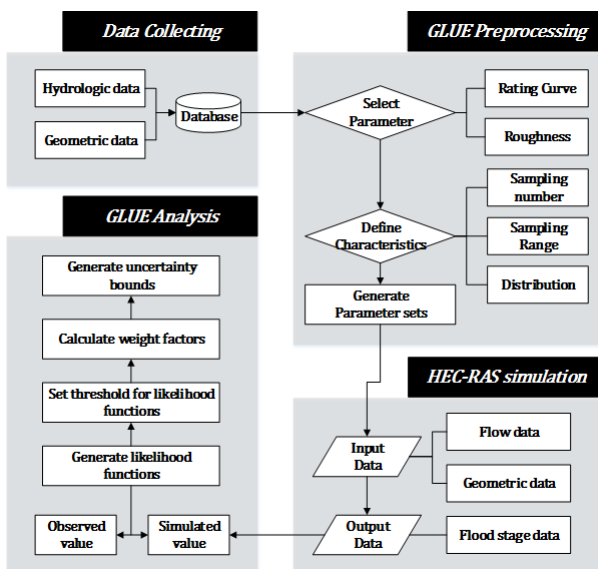 Data Collecting
Hydrologic data
Geometric data
Database
GLUE Preprocessing
Select
Parameter
Rating Curve
Roughness
Define
Characteristics
Sampling
number
Sampling
Range
Distribution
Generate
Parameter sets
HEC-RAS simulation
Input
Data
Flow data
Geometric data
Output
Data
Flood stage data
GLUE Analysis
Generate uncertainty
bounds
Calculate weight factors
Set threshold for likelihood
functions
Generate likelihood
functions
Observed
value
Simulated
value